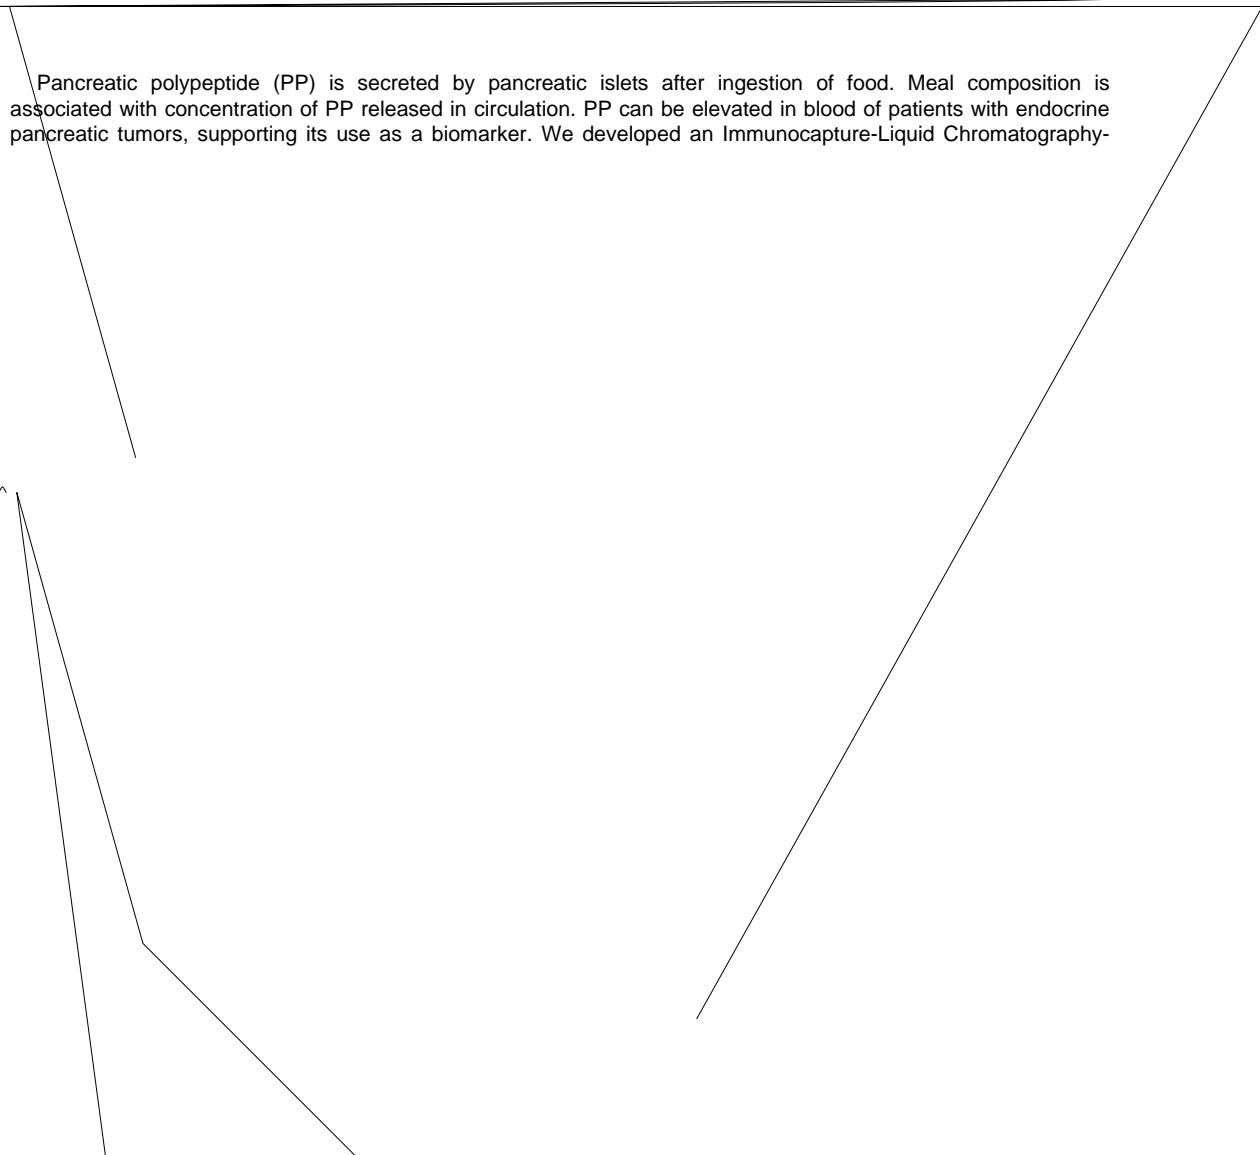 Pancreatic polypeptide (PP) is secreted by pancreatic islets after ingestion of food. Meal composition is
associated with concentration of PP released in circulation. PP can be elevated in blood of patients with endocrine
pancreatic tumors, supporting its use as a biomarker. We developed an Immunocapture-Liquid Chromatography-